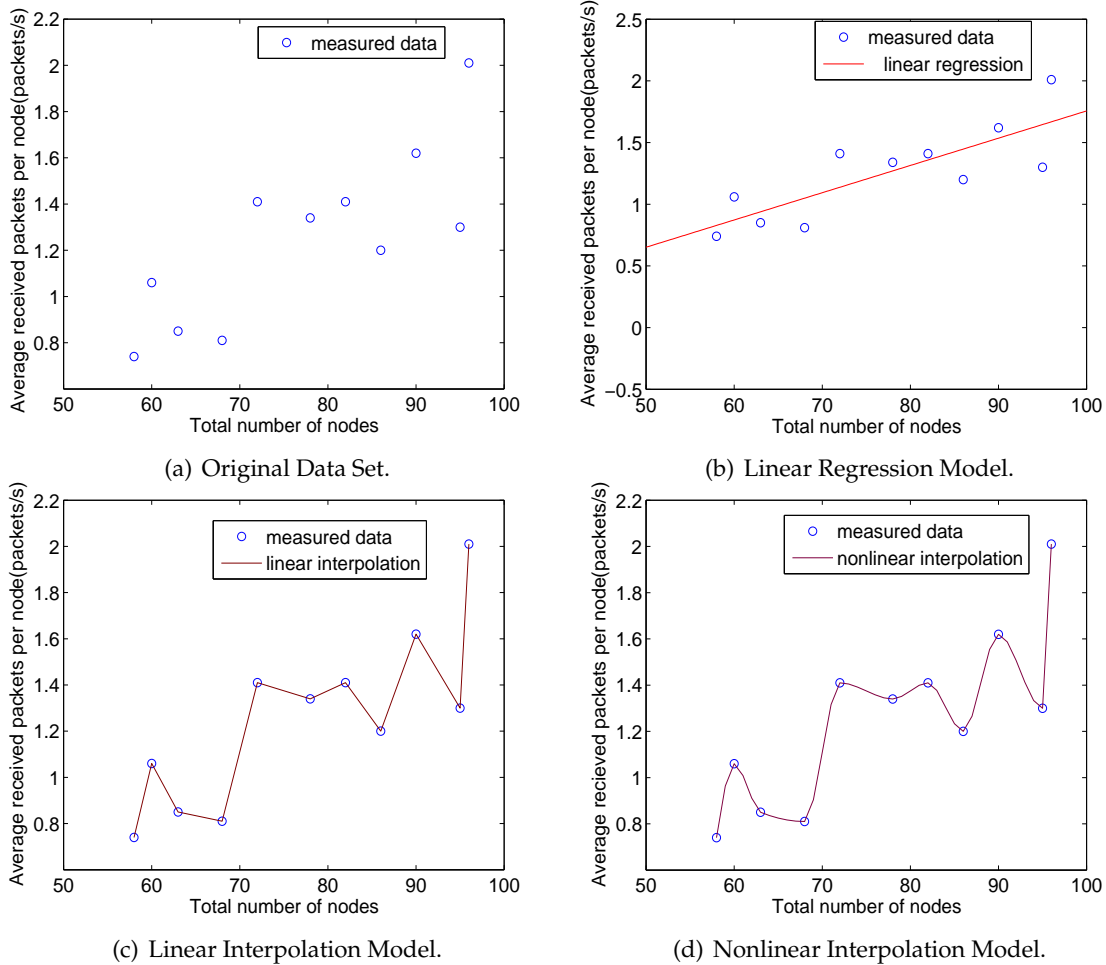 2.2
2
1.8
1.6
1.4
1.2
1
0.8
50 60 70 80 90 100
Average received packets per node(packets/s)
Total number of nodes
measured data
(a) Original Data Set.
2.5
2
1.5
1
0.5
0
−0.5
50 60 70 80 90 100
Average received packets per node(packets/s)
Total number of nodes
measured data
linear regression
(b) Linear Regression Model.
2.2
2
1.8
1.6
1.4
1.2
1
0.8
50 60 70 80 90 100
Average received packets per node(packets/s)
Total number of nodes
measured data
linear interpolation
(c) Linear Interpolation Model.
2.2
2
1.8
1.6
1.4
1.2
1
0.8
50 60 70 80 90 100
Average recieved packets per node(packets/s)
Total number of nodes
measured data
nonlinear interpolation
(d) Nonlinear Interpolation Model.